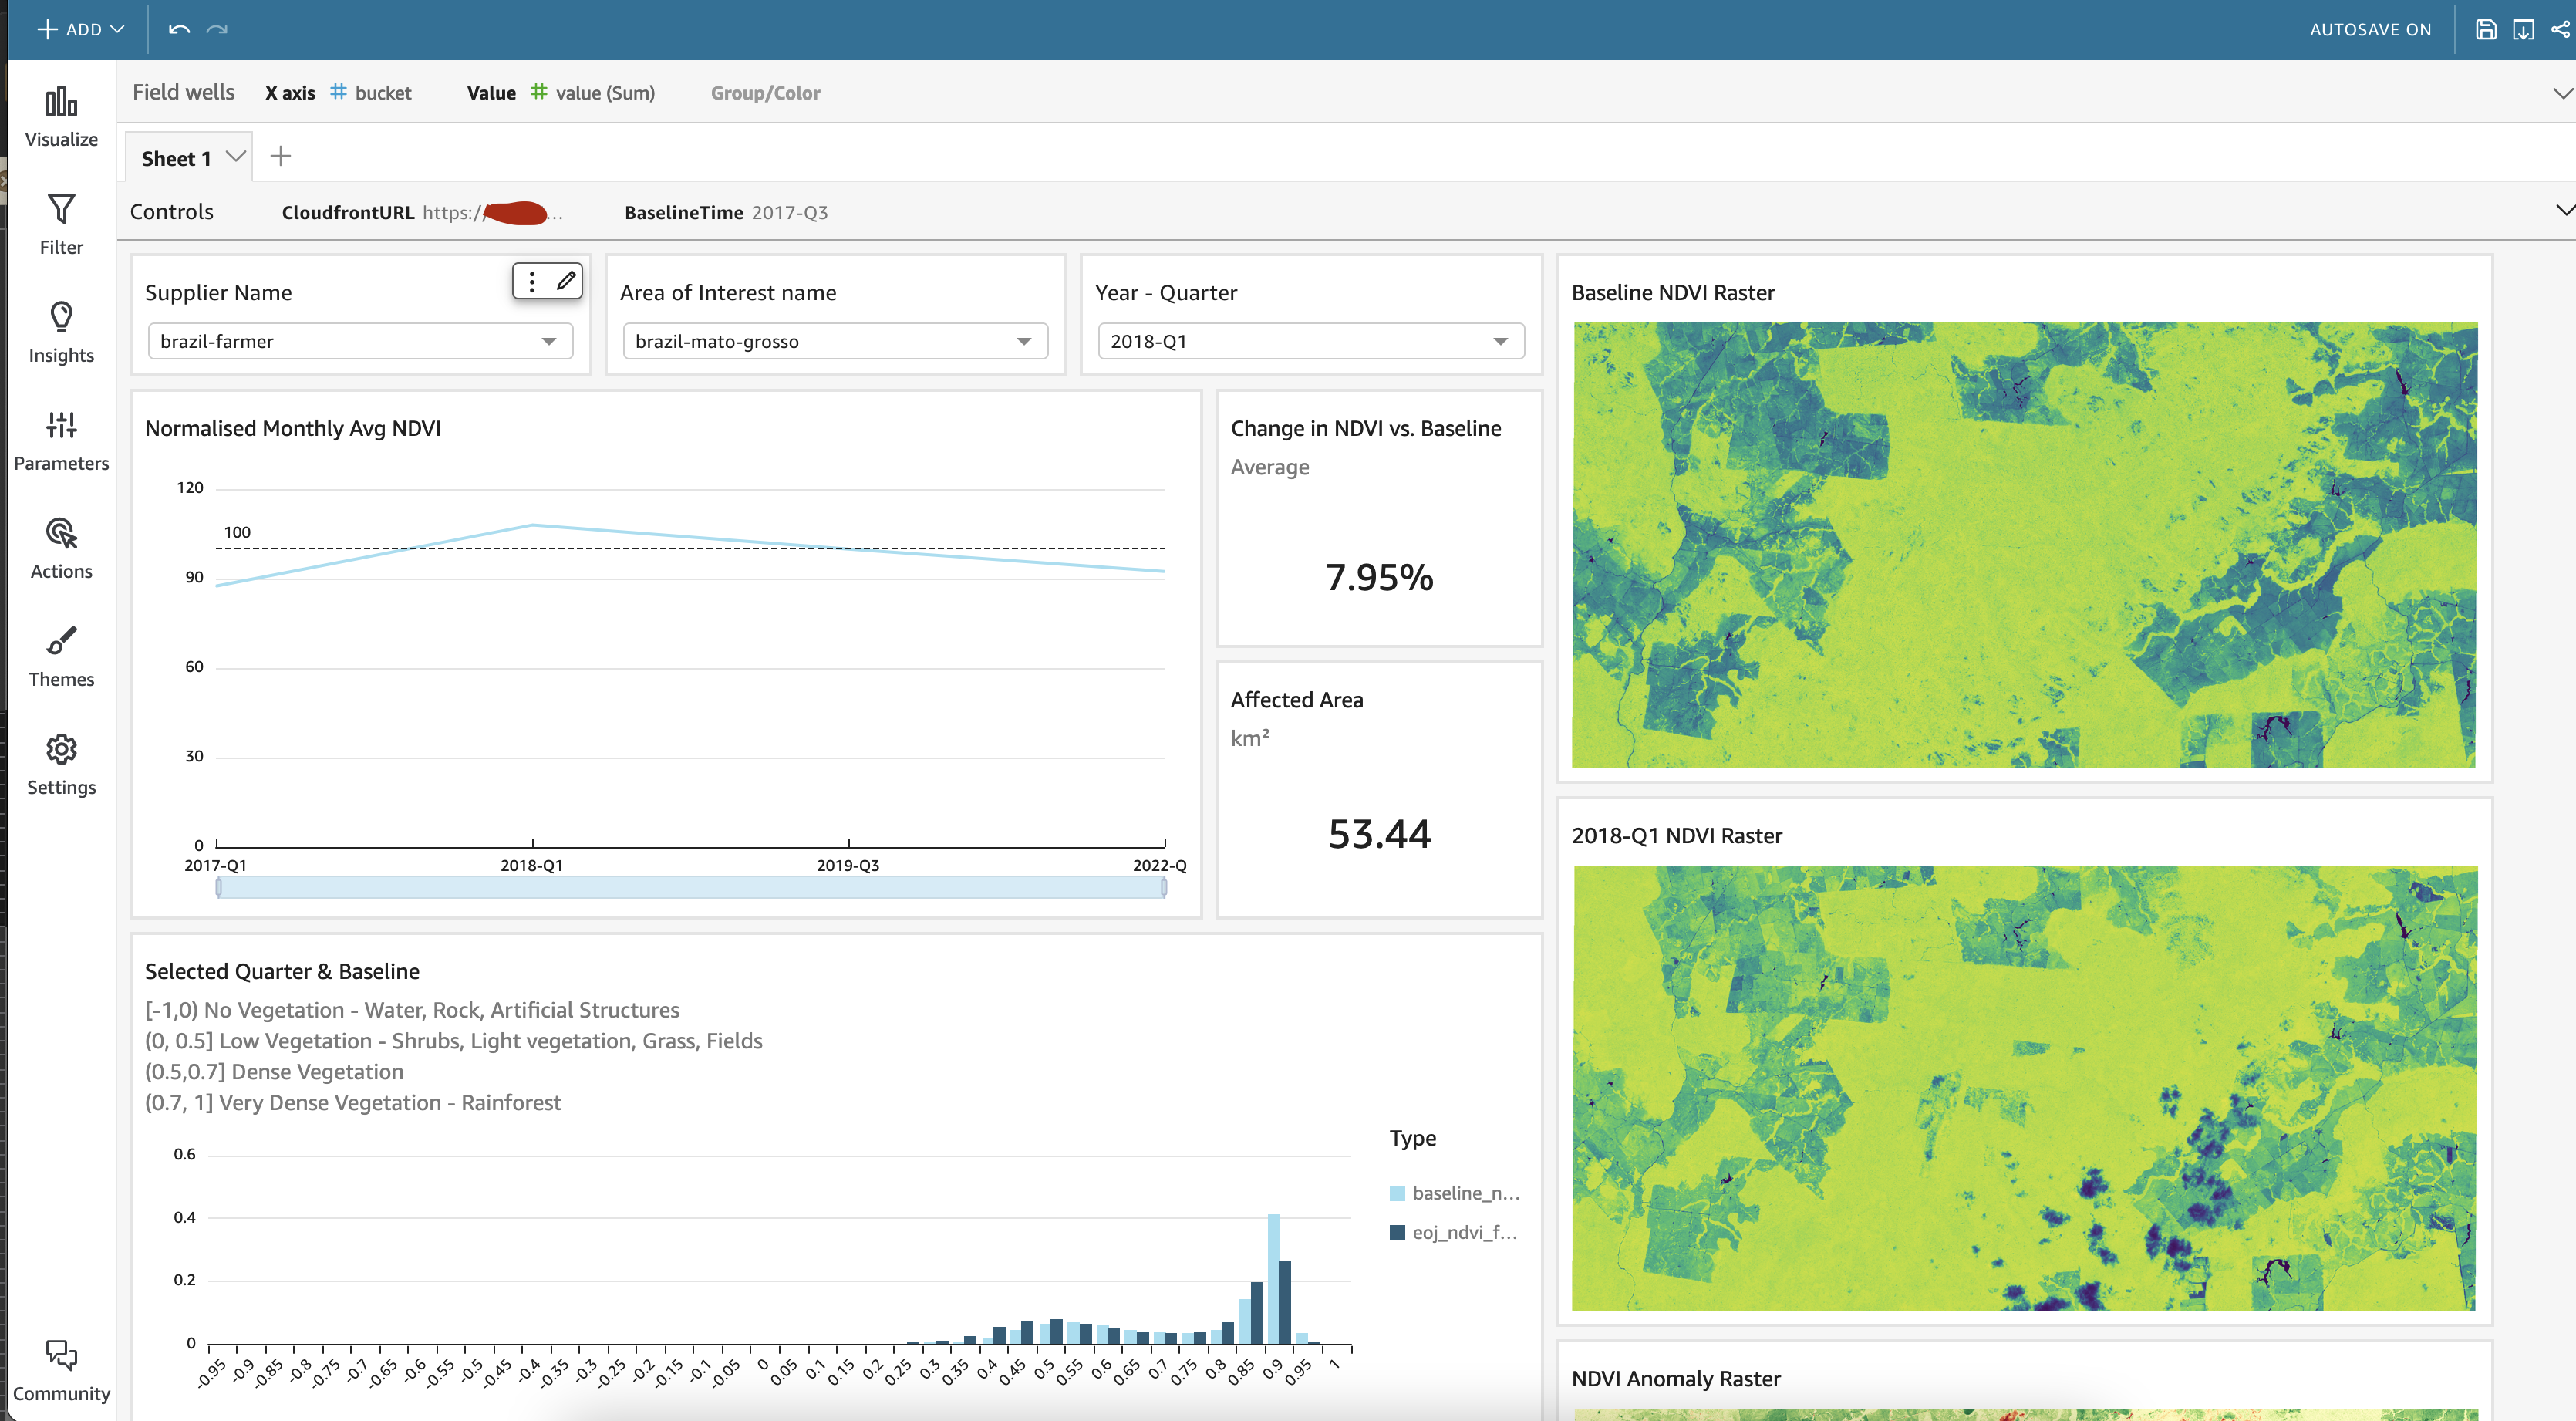 ADD
AUTOSAVE ON
Visualize
Filter
Insights
Parameters
Actions
Themes
Settings
Community
Field wells X axis # bucket Value # value (Sum) Group/Color
Sheet 1
Controls CloudfrontURL https:/ ... BaselineTime 2017-Q3
Supplier Name
brazil-farmer
Area of Interest name
brazil-mato-grosso
Year - Quarter
2018-Q1
Normalised Monthly Avg NDVI
120
100
90
60
30
0
2017-Q1 2018-Q1 2019-Q3 2022-Q
Change in NDVI vs. Baseline
Average
7.95%
Affected Area
km²
53.44
Selected Quarter & Baseline
[-1,0) No Vegetation - Water, Rock, Artificial Structures
(0, 0.5] Low Vegetation - Shrubs, Light vegetation, Grass, Fields
(0.5,0.7] Dense Vegetation
(0.7, 1] Very Dense Vegetation - Rainforest
0.6
0.4
0.2
0
-0.95 -0.9 -0.85 -0.8 -0.75 -0.7 -0.65 -0.6 -0.55 -0.5 -0.45 -0.4 -0.35 -0.3 -0.25 -0.2 -0.15 -0.1 -0.05 0 0.05 0.1 0.15 0.2 0.25 0.3 0.35 0.4 0.45 0.5 0.55 0.6 0.65 0.7 0.75 0.8 0.85 0.9 0.95 1
Type
baseline_n...
eoj_ndvi_f...
Baseline NDVI Raster
2018-Q1 NDVI Raster
NDVI Anomaly Raster